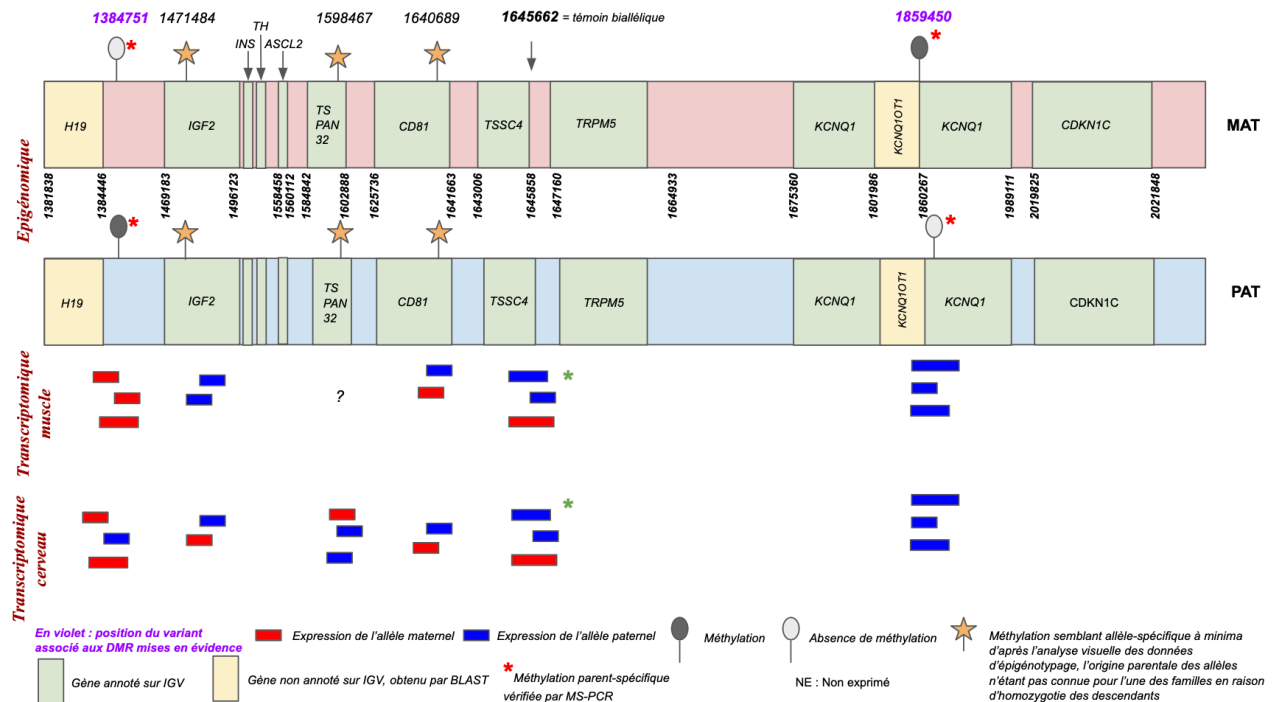 1384751 * 1471484 TH 1598467 1640689 1645662 = témoin biallélique 1859450 *
INS ASCL2
Epigénomique
H19 IGF2 TS PAN 32 CD81 TSSC4 TRPM5 KCNQ1 KCNQ1OT1 KCNQ1 CDKN1C MAT
1381838 1384446 1469183 1496123 1558458 1560112 1584842 1602888 1625736 1641663 1643006 1645858 1647160 1664933 1675360 1801986 1860267 19889111 2019825 2021848
* *
H19 IGF2 TS PAN 32 CD81 TSSC4 TRPM5 KCNQ1 KCNQ1OT1 KCNQ1 CDKN1C PAT
Transcriptomique
muscle
? *
Transcriptomique
cerveau
*
En violet : position du variant
associé aux DMR mises en évidence
Gène annoté sur IGV
Gène non annoté sur IGV, obtenu par BLAST
Expression de l'allèle maternel
Expression de l'allèle paternel
* Méthylation parent-spécifique
vérifiée par MS-PCR
Méthylation
Absence de méthylation
NE : Non exprimé
Méthylation semblant allèle-spécifique à minima
d'après l'analyse visuelle des données
d'épigénotypage, l'origine parentale des allèles
n'étant pas connue pour l'une des familles en raison
d'homozygotie des descendants